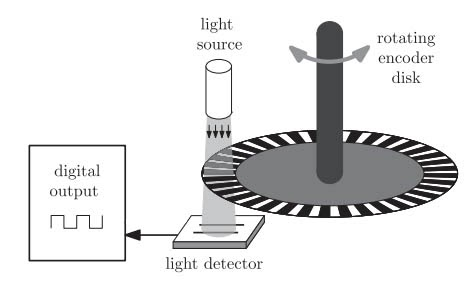 light
source
rotating
encoder
disk
digital
output
light detector